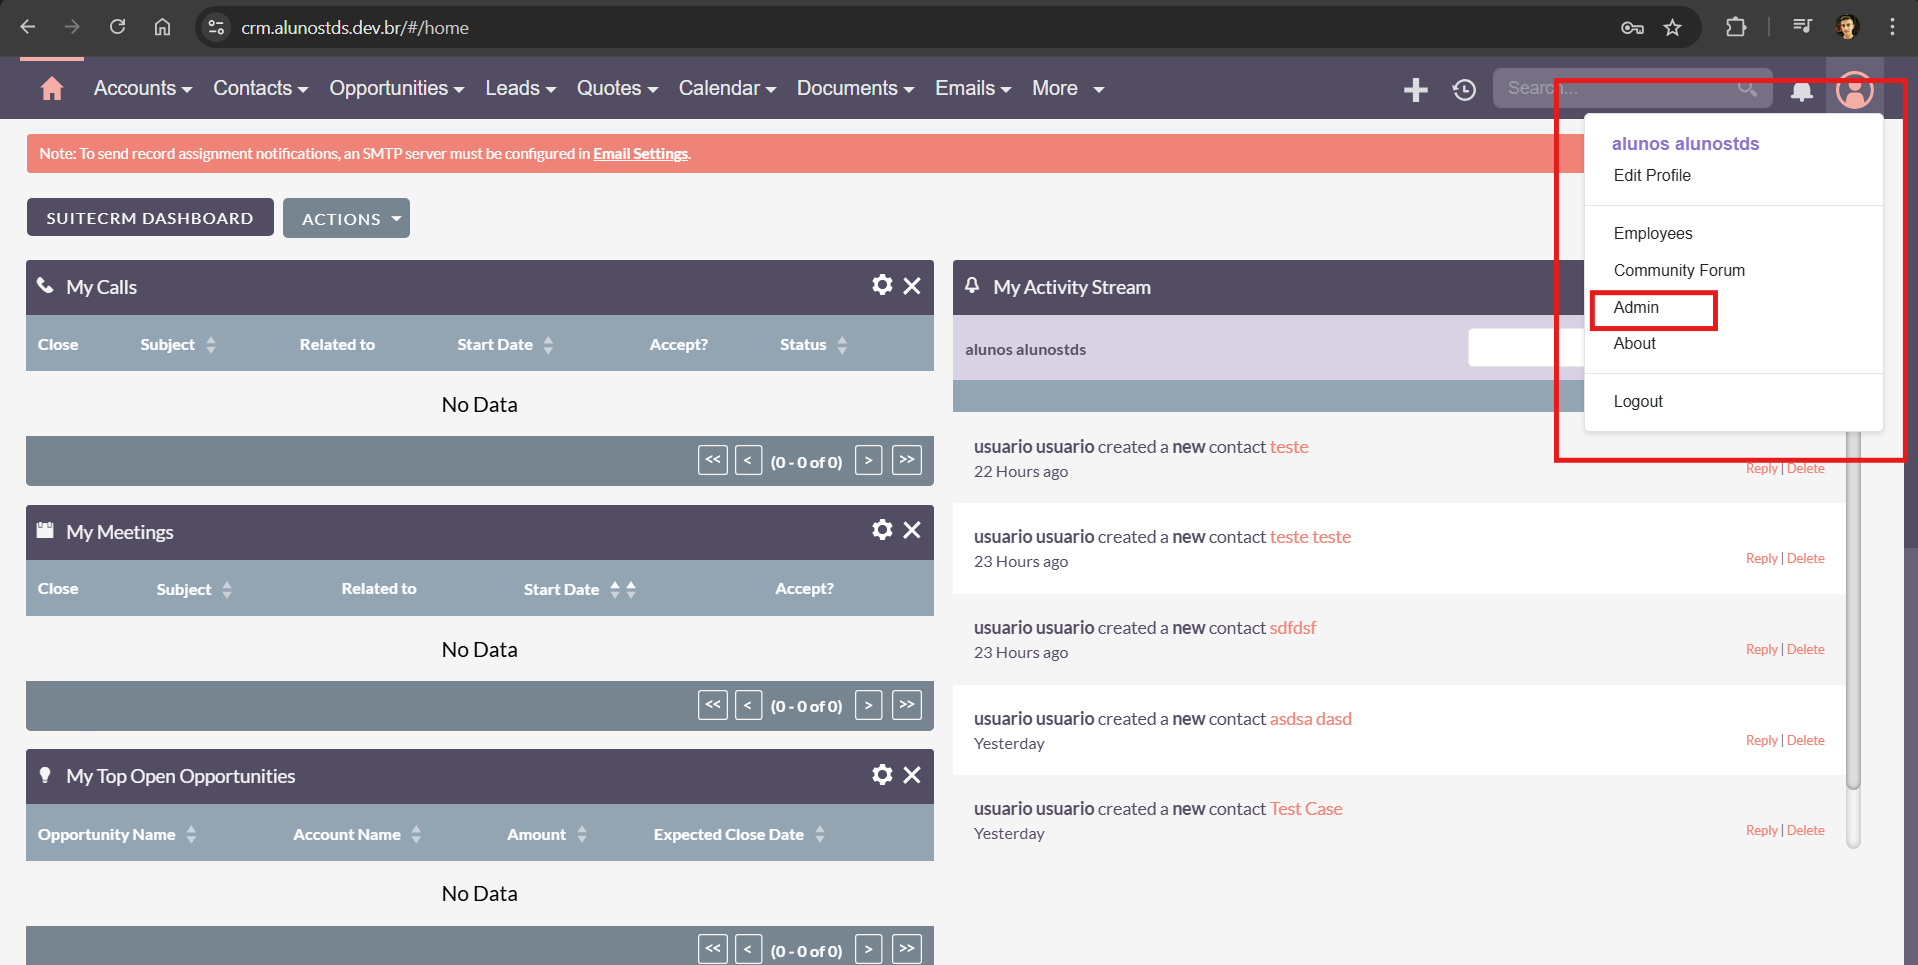 crm.alunostds.dev.br/#/home
Accounts Contacts Opportunities Leads Quotes Calendar Documents Emails More Search...
Note: To send record assignment notifications, an SMTP server must be configured in Email Settings.
alunos alunostds
Edit Profile
Employees
Community Forum
Admin
About
Logout
SUITECRM DASHBOARD ACTIONS
My Calls
Close Subject Related to Start Date Accept? Status
No Data
<< < (0 - 0 of 0) > >>
My Meetings
Close Subject Related to Start Date Accept?
No Data
<< < (0 - 0 of 0) > >>
My Top Open Opportunities
Opportunity Name Account Name Amount Expected Close Date
No Data
<< < (0 - 0 of 0) > >>
My Activity Stream
alunos alunostds
usuario usuario created a new contact teste
22 Hours ago
Reply | Delete
usuario usuario created a new contact teste teste
23 Hours ago
Reply | Delete
usuario usuario created a new contact sdfdsf
23 Hours ago
Reply | Delete
usuario usuario created a new contact asdsa dasd
Yesterday
Reply | Delete
usuario usuario created a new contact Test Case
Yesterday
Reply | Delete